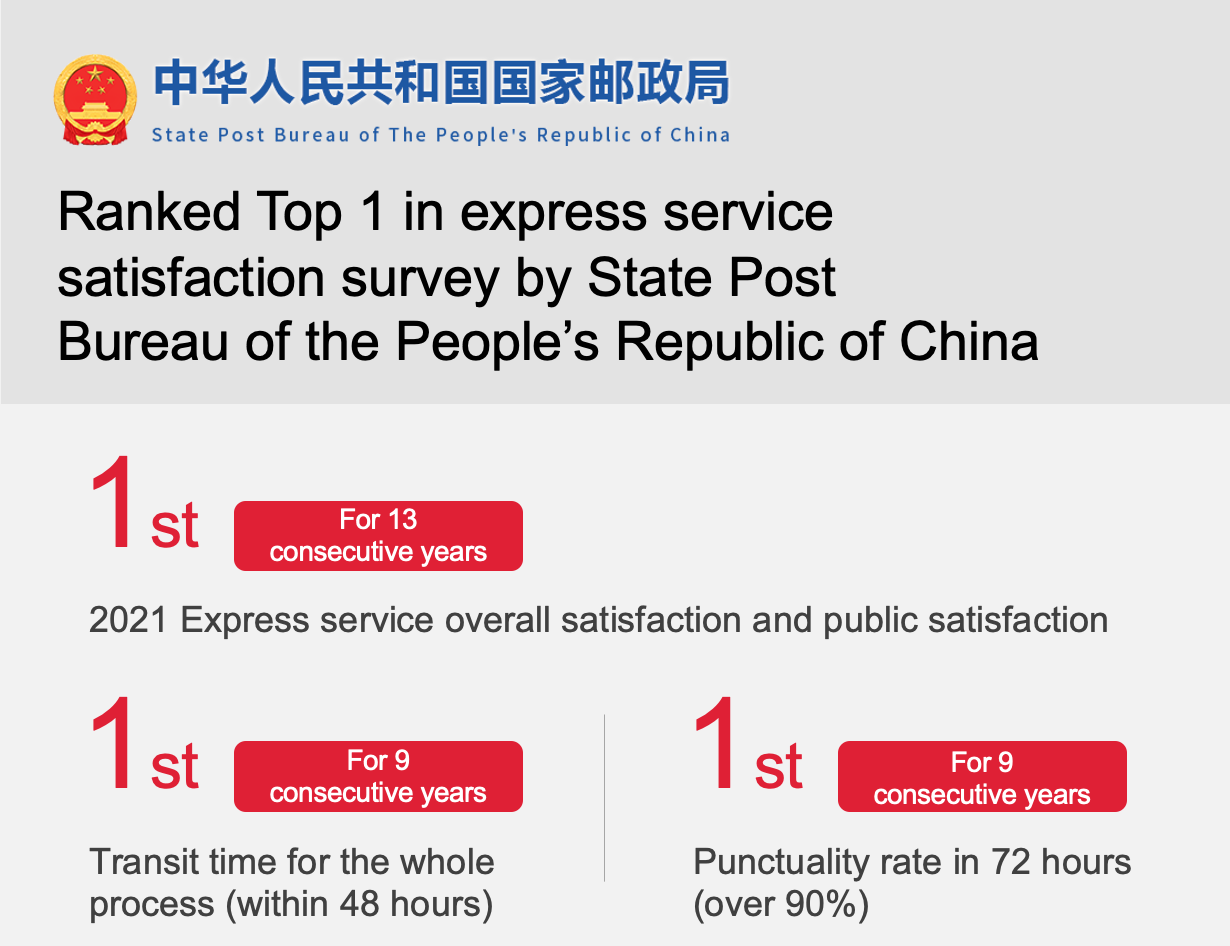 中华人民共和国国家邮政局
State Post Bureau of The People's Republic of China
Ranked Top 1 in express service
satisfaction survey by State Post
Bureau of the People’s Republic of China
1st
For 13
consecutive years
2021 Express service overall satisfaction and public satisfaction
1st
For 9
consecutive years
Transit time for the whole
process (within 48 hours)
1st
For 9
consecutive years
Punctuality rate in 72 hours
(over 90%)